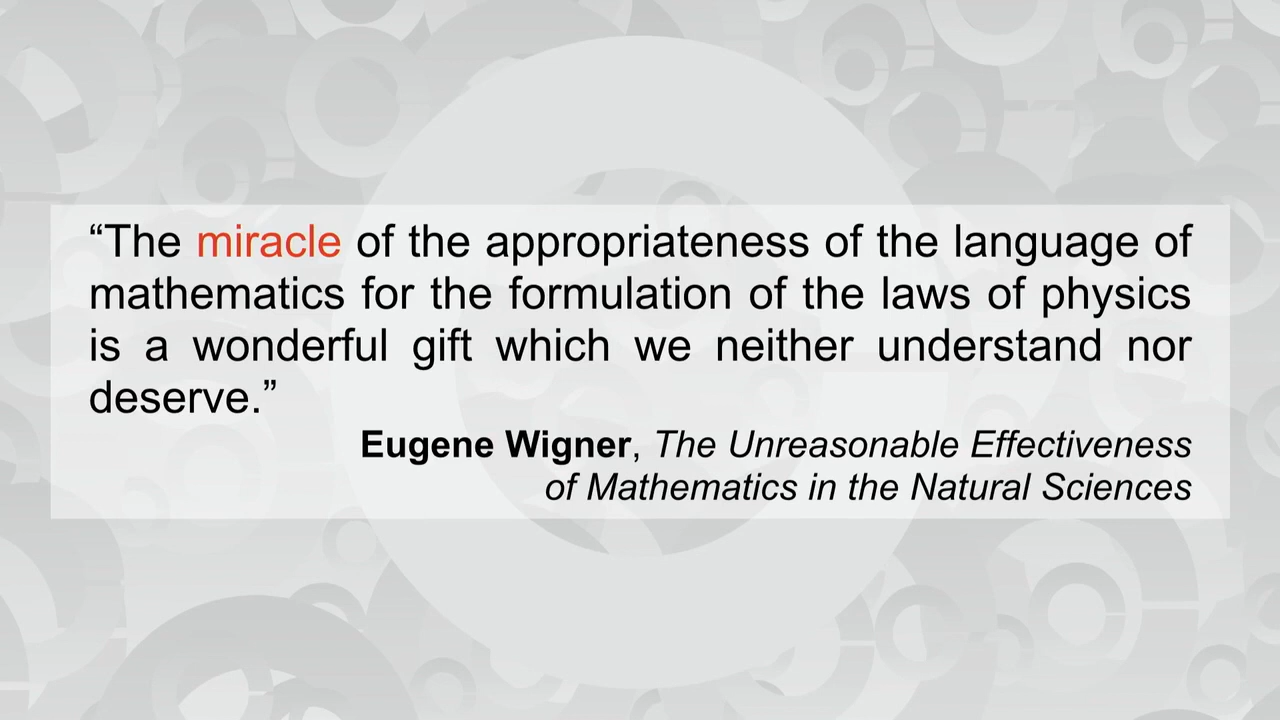 “The miracle of the appropriateness of the language of
mathematics for the formulation of the laws of physics
is a wonderful gift which we neither understand nor
deserve.”
Eugene Wigner, The Unreasonable Effectiveness
of Mathematics in the Natural Sciences